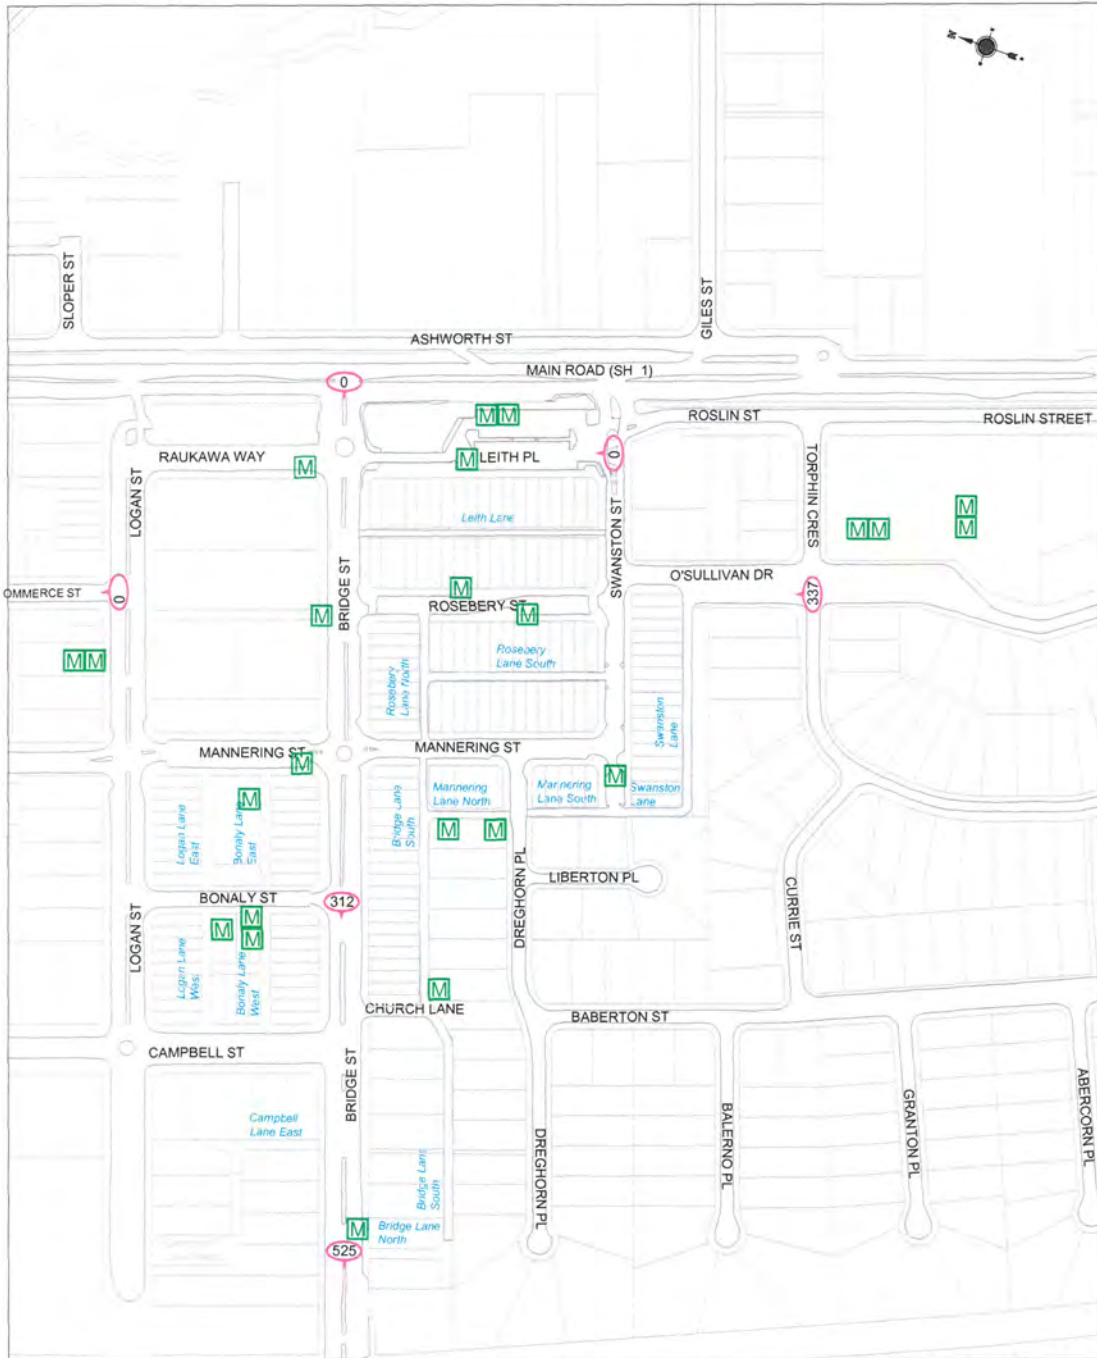 N
SLOPER ST
GILES ST
ASHWORTH ST
MAIN ROAD (SH 1)
0
M M
ROSLIN ST
ROSLIN STREET
RAUKAWA WAY
M
M
LEITH PL
0
LOGAN ST
TORPHIN CRES
Leith Lane
SWANSTON ST
M M
M
M
OMMERCE ST
0
BRIDGE ST
M
M
ROSEBERY ST
M
O'SULLIVAN DR
337
M M
Rosebery
Lane South
Rosebery
Lane North
Swanston
Lane
MANNERING ST
M
MANNERING ST
M
Mannering
Lane North
Mannering
Lane South
Swanston
Lane
Logan Lane
East
Bonaly Lane
East
M
Bridge Lane
South
M
M
DREGHORN PL
LIBERTON PL
CURRIE ST
BONALY ST
312
LOGAN ST
M
M
M
Logan Lane
West
Bonaly Lane
West
M
CHURCH LANE
BABERTON ST
CAMPBELL ST
BRIDGE ST
Campbell
Lane East
Bridge Lane
South
DREGHORN PL
BALERNO PL
GRANTON PL
ABERCORN PL
M
Bridge Lane
North
525